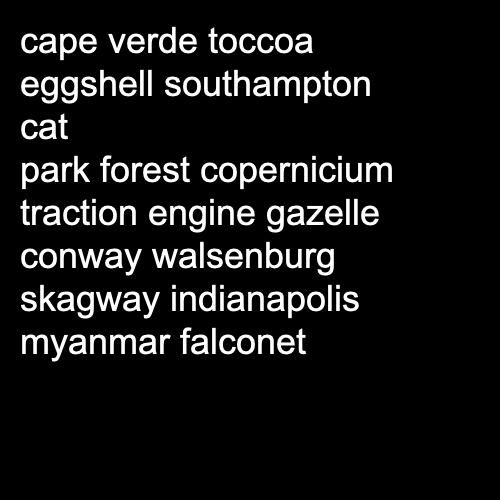 cape verde toccoa
eggshell southampton
cat
park forest copernicium
traction engine gazelle
conway walsenburg
skagway indianapolis
myanmar falconet